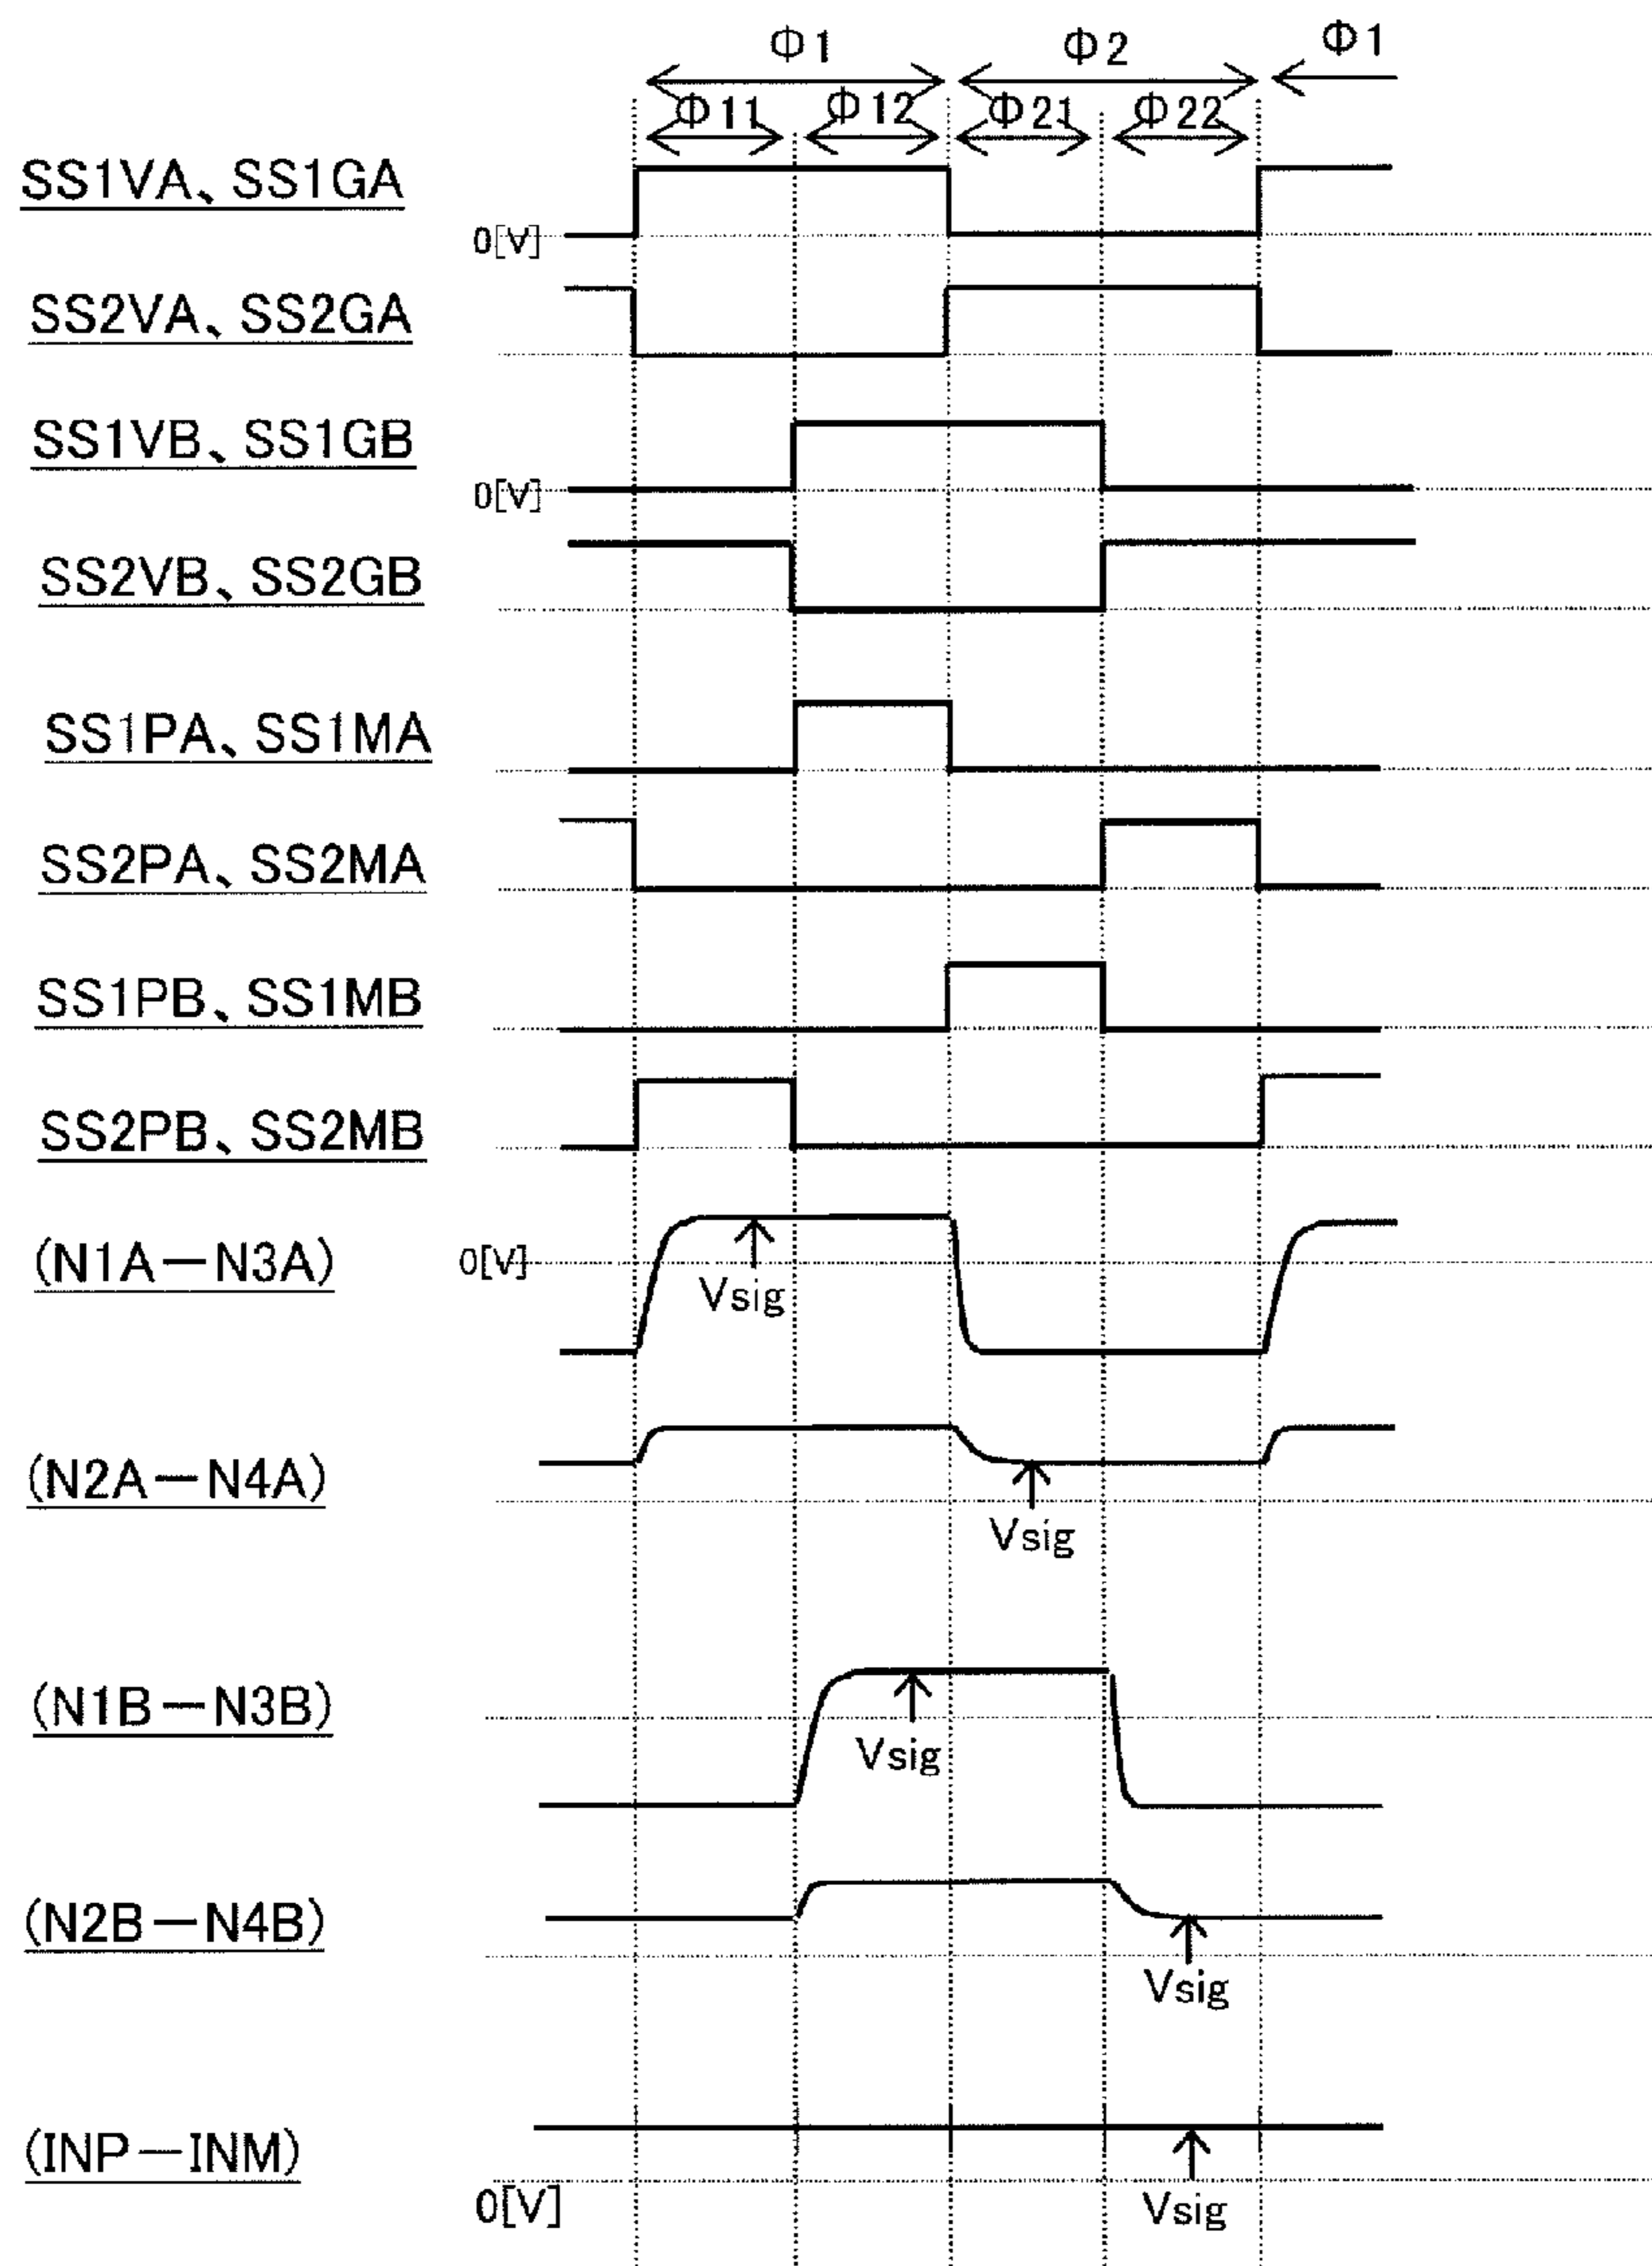 Φ1 Φ2 Φ1
Φ11 Φ12 Φ21 Φ22
SS1VA、SS1GA
0[V]
SS2VA、SS2GA
SS1VB、SS1GB
0[V]
SS2VB、SS2GB
SS1PA、SS1MA
SS2PA、SS2MA
SS1PB、SS1MB
SS2PB、SS2MB
(N1A－N3A)
0[V]
Vsig
(N2A－N4A)
Vsig
(N1B－N3B)
Vsig
(N2B－N4B)
Vsig
(INP－INM)
0[V]
Vsig